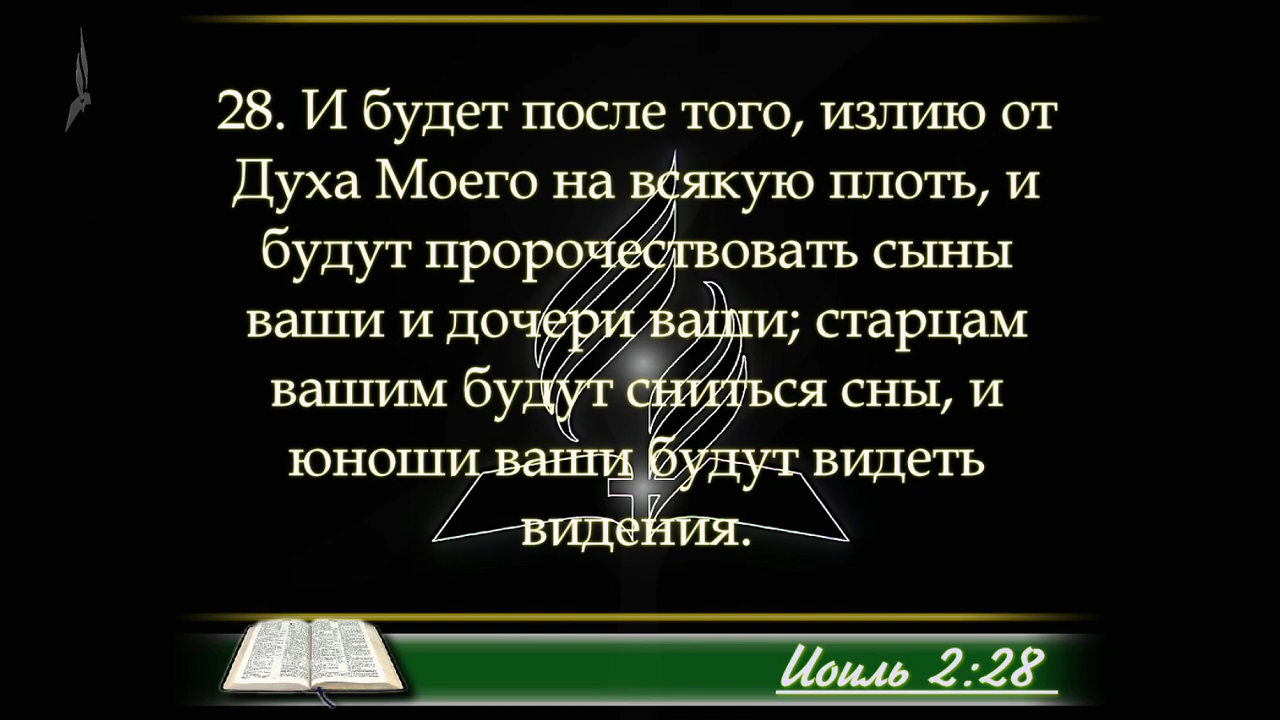 28. И будет после того, излию от
Духа Моего на всякую плоть, и
будут пророчествовать сыны
ваши и дочери ваши; старцам
вашим будут сниться сны, и
юноши ваши будут видеть
видения.
Иоиль 2:28